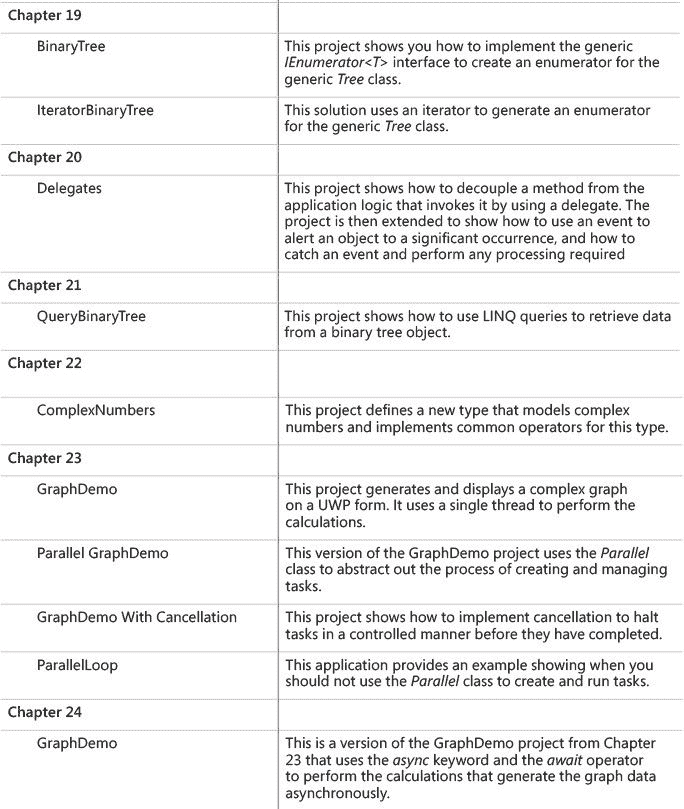 Chapter 19
BinaryTree
This project shows you how to implement the generic
IEnumerator<T> interface to create an enumerator for the
generic Tree class.
IteratorBinaryTree
This solution uses an iterator to generate an enumerator
for the generic Tree class.
Chapter 20
Delegates
This project shows how to decouple a method from the
application logic that invokes it by using a delegate. The
project is then extended to show how to use an event to
alert an object to a significant occurrence, and how to
catch an event and perform any processing required
Chapter 21
QueryBinaryTree
This project shows how to use LINQ queries to retrieve data
from a binary tree object.
Chapter 22
ComplexNumbers
This project defines a new type that models complex
numbers and implements common operators for this type.
Chapter 23
GraphDemo
This project generates and displays a complex graph
on a UWP form. It uses a single thread to perform the
calculations.
Parallel GraphDemo
This version of the GraphDemo project uses the Parallel
class to abstract out the process of creating and managing
tasks.
GraphDemo With Cancellation
This project shows how to implement cancellation to halt
tasks in a controlled manner before they have completed.
ParallelLoop
This application provides an example showing when you
should not use the Parallel class to create and run tasks.
Chapter 24
GraphDemo
This is a version of the GraphDemo project from Chapter
23 that uses the async keyword and the await operator
to perform the calculations that generate the graph data
asynchronously.